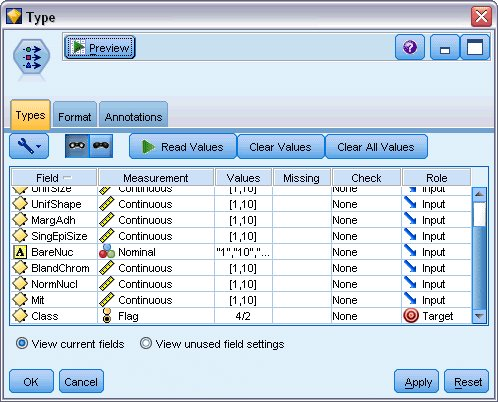 Type
Preview
Types Format Annotations
Read Values Clear Values Clear All Values
Field Measurement Values Missing Check Role
UnifSize Continuous [1,10] None Input
UnifShape Continuous [1,10] None Input
MargAdh Continuous [1,10] None Input
SingEpiSize Continuous [1,10] None Input
A BareNuc Nominal "1","10",".... None Input
BlandChrom Continuous [1,10] None Input
NormNucl Continuous [1,10] None Input
Mit Continuous [1,10] None Input
Class Flag 4/2 None Target
View current fields View unused field settings
OK Cancel Apply Reset